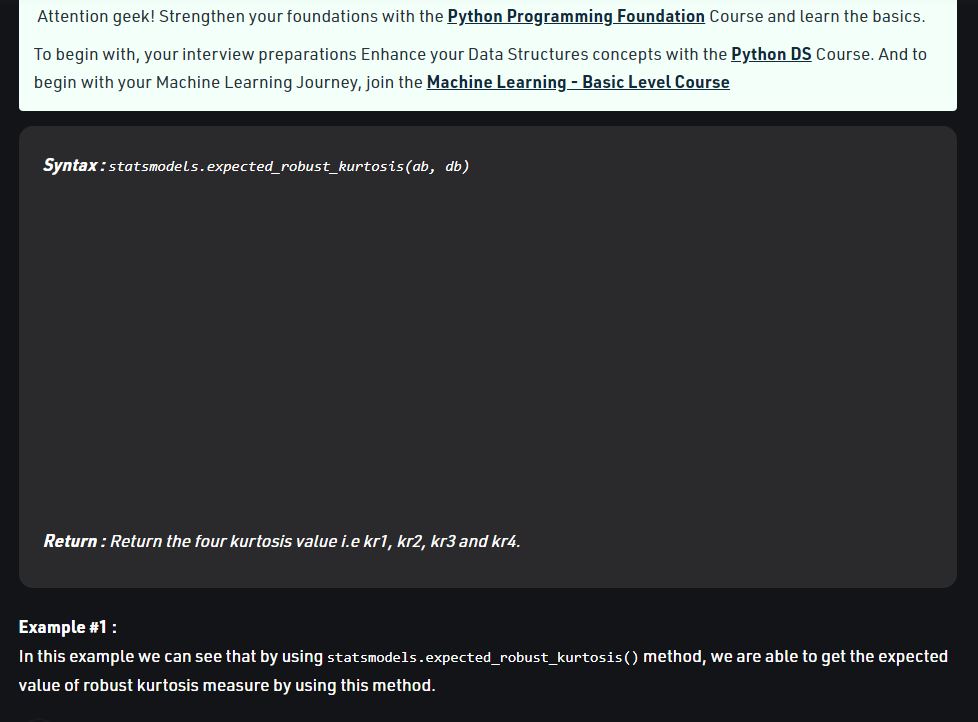 Attention geek! Strengthen your foundations with the Python Programming Foundation Course and learn the basics.
To begin with, your interview preparations Enhance your Data Structures concepts with the Python DS Course. And to
begin with your Machine Learning Journey, join the Machine Learning - Basic Level Course
Syntax : statsmodels.expected_robust_kurtosis(ab, db)
Return : Return the four kurtosis value i.e kr1, kr2, kr3 and kr4.
Example #1 :
In this example we can see that by using statsmodels.expected_robust_kurtosis() method, we are able to get the expected
value of robust kurtosis measure by using this method.